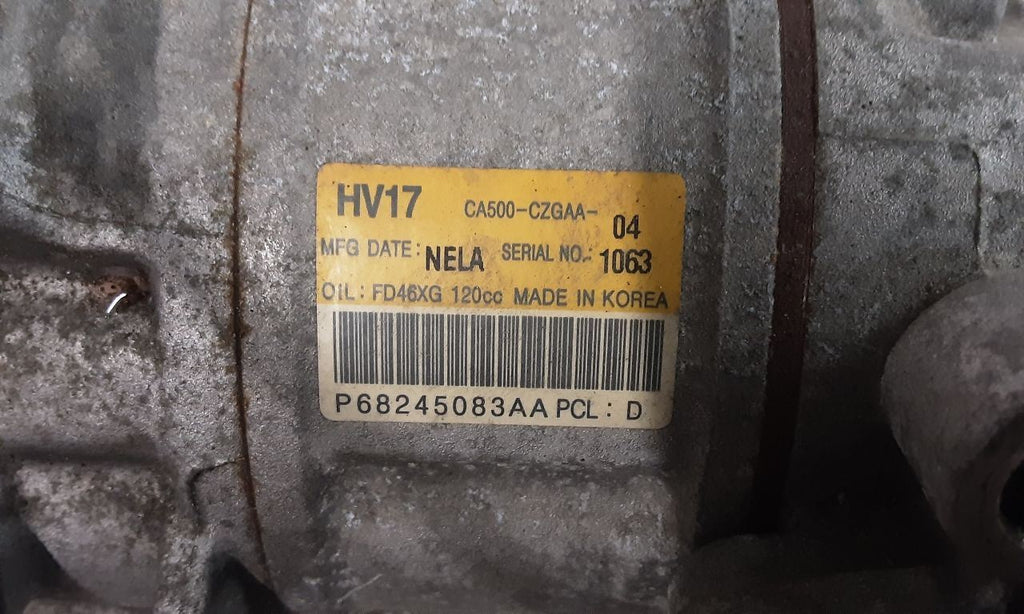 HV17 CA500-CZGAA-04
MFG DATE: NELA SERIAL NO.: 1063
OIL: FD46XG 120cc MADE IN KOREA
P68245083AA PCL: D